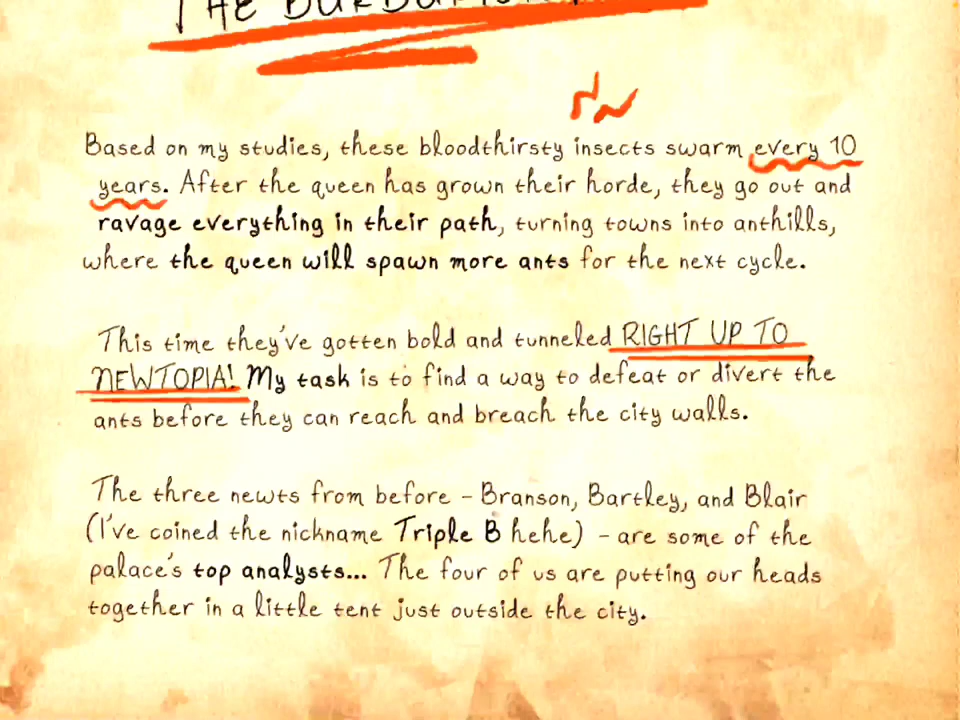 THE
Based on my studies, these bloodthirsty insects swarm every 10
years. After the queen has grown their horde, they go out and
ravage everything in their path, turning towns into anthills,
where the queen will spawn more ants for the next cycle.
This time they've gotten bold and tunneled RIGHT UP TO
NEWTOPIA! My task is to find a way to defeat or divert the
ants before they can reach and breach the city walls.
The three newts from before - Branson, Bartley, and Blair
(I've coined the nickname Triple B hehe) - are some of the
palace's top analysts... The four of us are putting our heads
together in a little tent just outside the city.